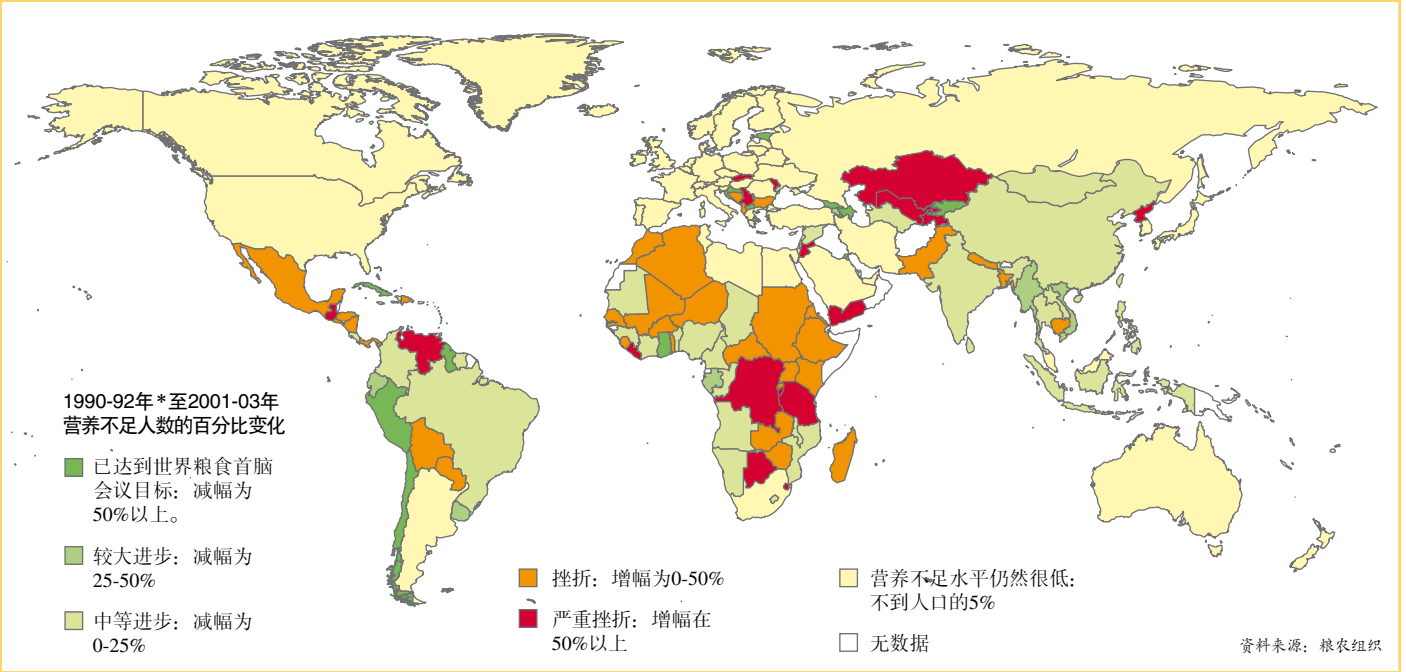 1990-92年*至2001-03年
营养不足人数的百分比变化
已达到世界粮食首脑
会议目标：减幅为
50%以上。
较大进步：减幅为
25-50%
中等进步：减幅为
0-25%
挫折：增幅为0-50%
严重挫折：增幅在
50%以上
营养不足水平仍然很低：
不到人口的5%
无数据
资料来源：粮农组织